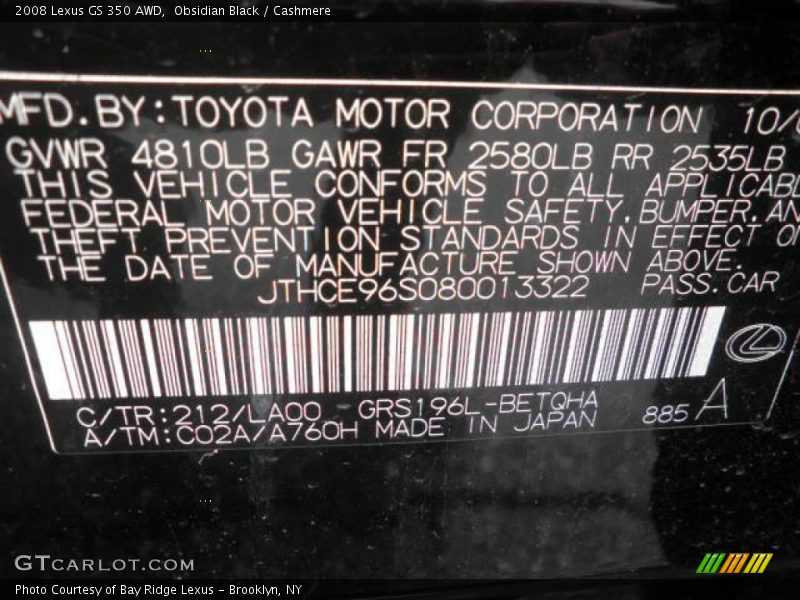 2008 Lexus GS 350 AWD,  Obsidian Black / Cashmere
MFD. BY: TOYOTA MOTOR CORPORATION 10/
GVWR 4810LB GAWR FR 2580LB RR 2535LB
THIS VEHICLE CONFORMS TO ALL
FEDERAL MOTOR VEHICLE SAFETY, BUMPER, AN
THEFT PREVENTION STANDARDS IN EFFECT
THE DATE OF MANUFACTURE SHOWN ABOVE.
JTHCE96S080013322 PASS. CAR
C/TR: 212/LA00 GRS196L-BETQHA
A/TM: C02A/A760H MADE IN JAPAN 885 A
GTCARLOT.COM
Photo Courtesy of Bay Ridge Lexus - Brooklyn, NY